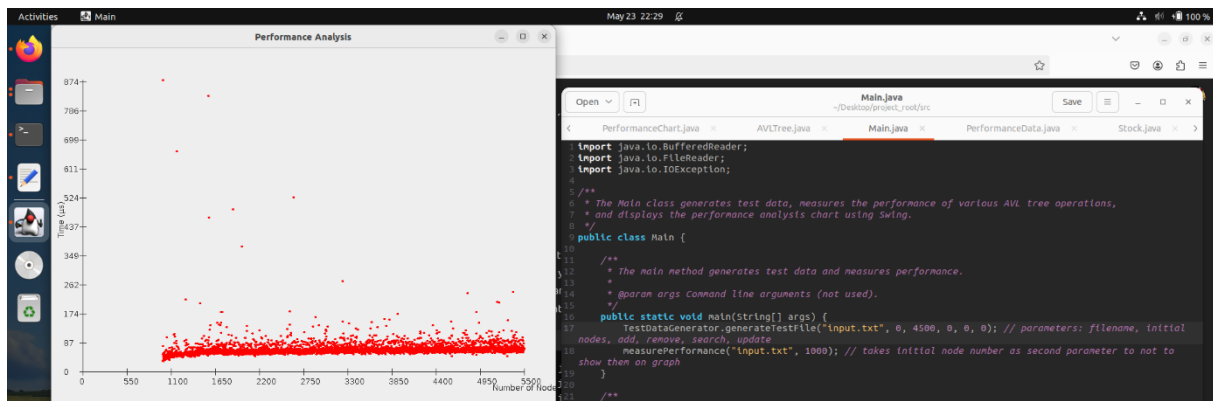 Activities
Main
May 23 22:29
100 %
Performance Analysis
874
786
699
611
524
437
349
262
174
87
0
Time (µs)
0 550 1100 1650 2200 2750 3300 3850 4400 4950 5500
Number of Node
Open
Main.java
~/Desktop/project_root/src
Save
PerformanceChart.java
AVLTree.java
Main.java
PerformanceData.java
Stock.java
1 import java.io.BufferedReader;
2 import java.io.FileReader;
3 import java.io.IOException;
4
5 /**
6 * The Main class generates test data, measures the performance of various AVL tree operations,
7 * and displays the performance analysis chart using Swing.
8 */
9 public class Main {
10
11 /**
12 * The main method generates test data and measures performance.
13 *
14 * @param args Command line arguments (not used).
15 */
16 public static void main(String[] args) {
17 TestDataGenerator.generateTestFile("input.txt", 0, 4500, 0, 0, 0); // parameters: filename, initial
nodes, add, remove, search, update
18 measurePerformance("input.txt", 1000); // takes initial node number as second parameter to not to
show them on graph
19 }
20
21 /**